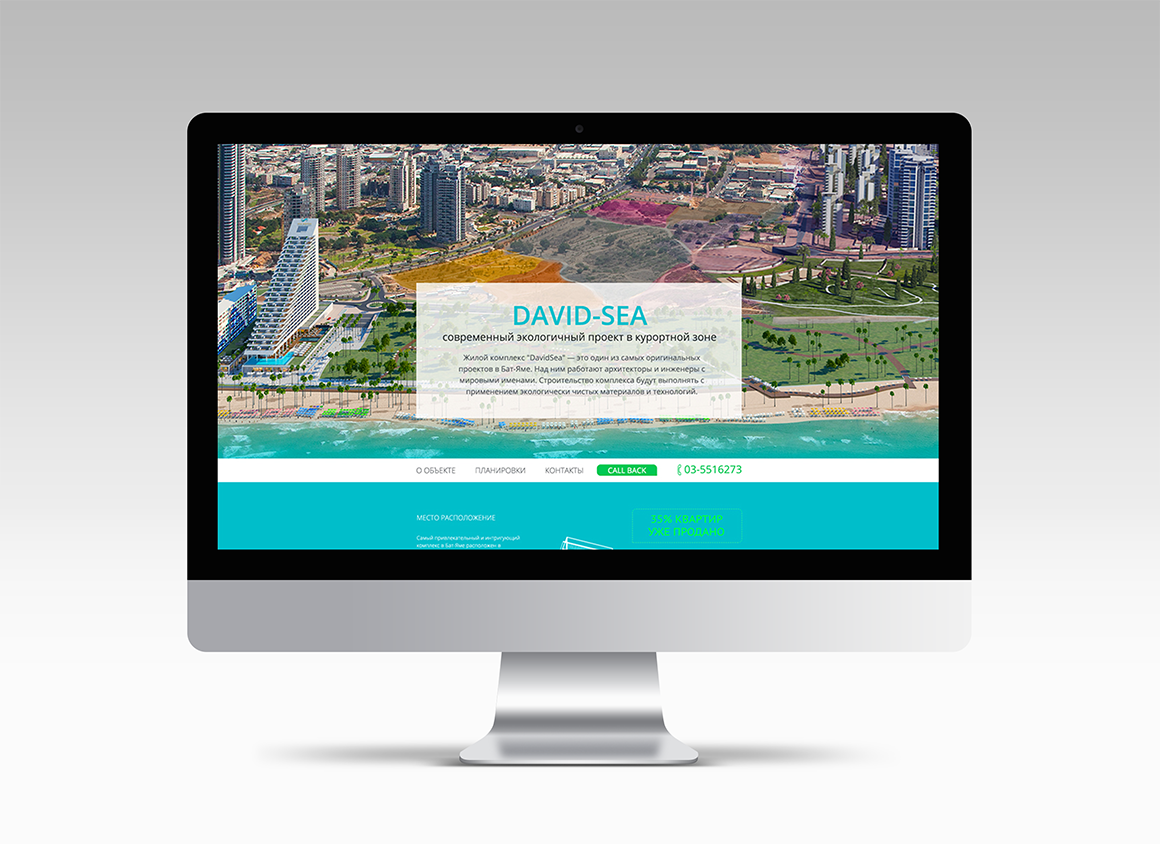 DAVID-SEA
современный экологичный проект в курортной зоне
Жилой комплекс "DavidSea" — это один из самых оригинальных
проектов в Бат-Яме. Над ним работают архитекторы и инженеры с
мировыми именами. Строительство комплекса будут выполнять с
применением экологически чистых материалов и технологий.
О ОБЪЕКТЕ ПЛАНИРОВКИ КОНТАКТЫ CALL BACK 03-5516273
МЕСТО РАСПОЛОЖЕНИЕ
35% КВАРТИР
УЖЕ ПРОДАНО
Самый привлекательный и интригующий
комплекс в Бат-Яме расположен в